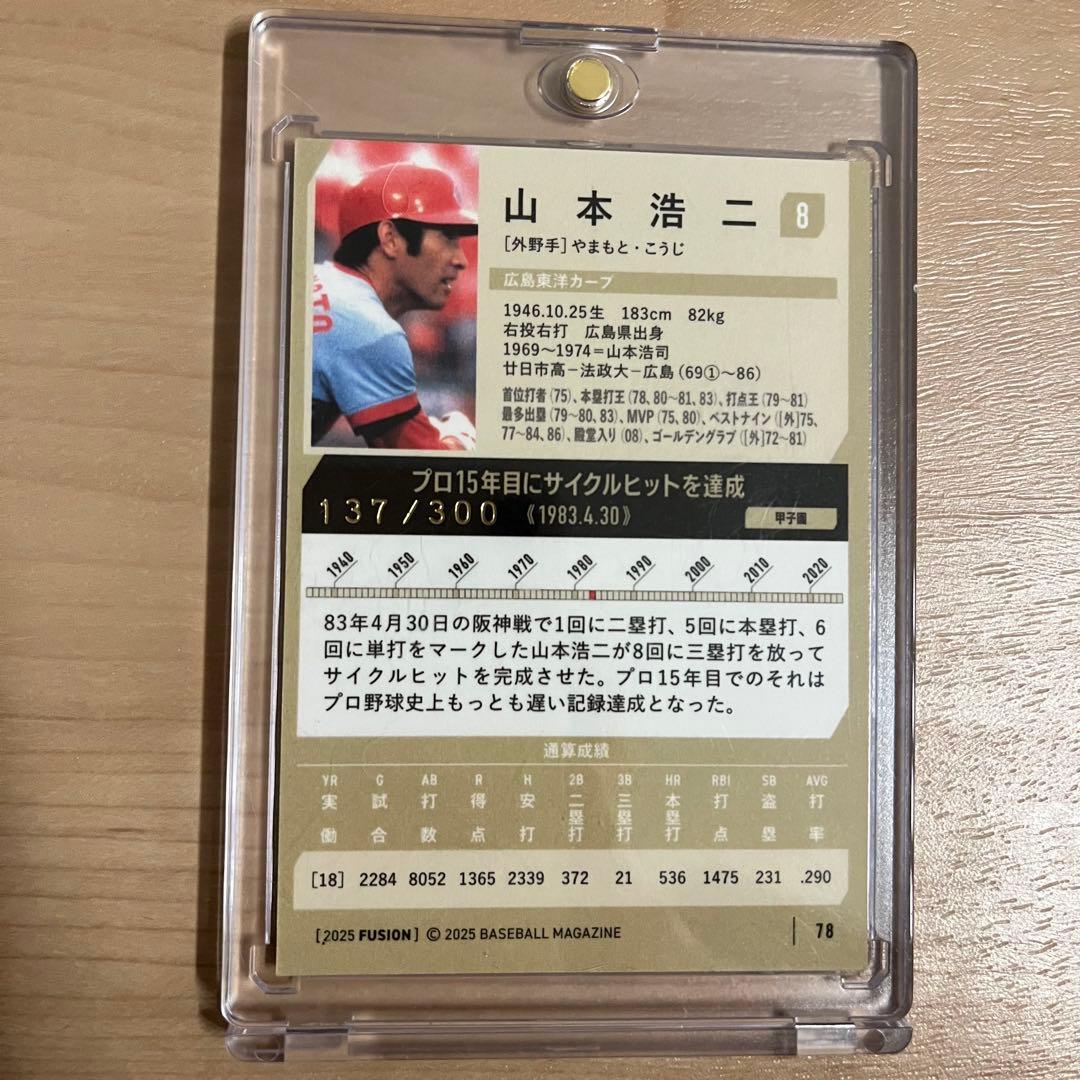 山本浩二 8
[外野手]やまもと・こうじ
広島東洋カープ
1946.10.25生 183cm 82kg
右投右打 広島県出身
1969〜1974=山本浩司
廿日市高−法政大−広島(69①〜86)
首位打者(75)、本塁打王(78、80〜81、83)、打点王(79〜81)
最多出塁(79〜80、83)、MVP(75、80)、ベストナイン([外]75、
77〜84、86)、殿堂入り(08)、ゴールデングラブ([外]72〜81)
プロ15年目にサイクルヒットを達成
137/300 《1983.4.30》 甲子園
1940 1950 1960 1970 1980 1990 2000 2010 2020
83年4月30日の阪神戦で1回に二塁打、5回に本塁打、6
回に単打をマークした山本浩二が8回に三塁打を放って
サイクルヒットを完成させた。プロ15年目でのそれは
プロ野球史上もっとも遅い記録達成となった。
通算成績
YR G AB R H 2B 3B HR RBI SB AVG
実働 試合 打数 得点 安打 二塁打 三塁打 本塁打 打点 盗塁 打率
[18] 2284 8052 1365 2339 372 21 536 1475 231 .290
[2025 FUSION] © 2025 BASEBALL MAGAZINE 78